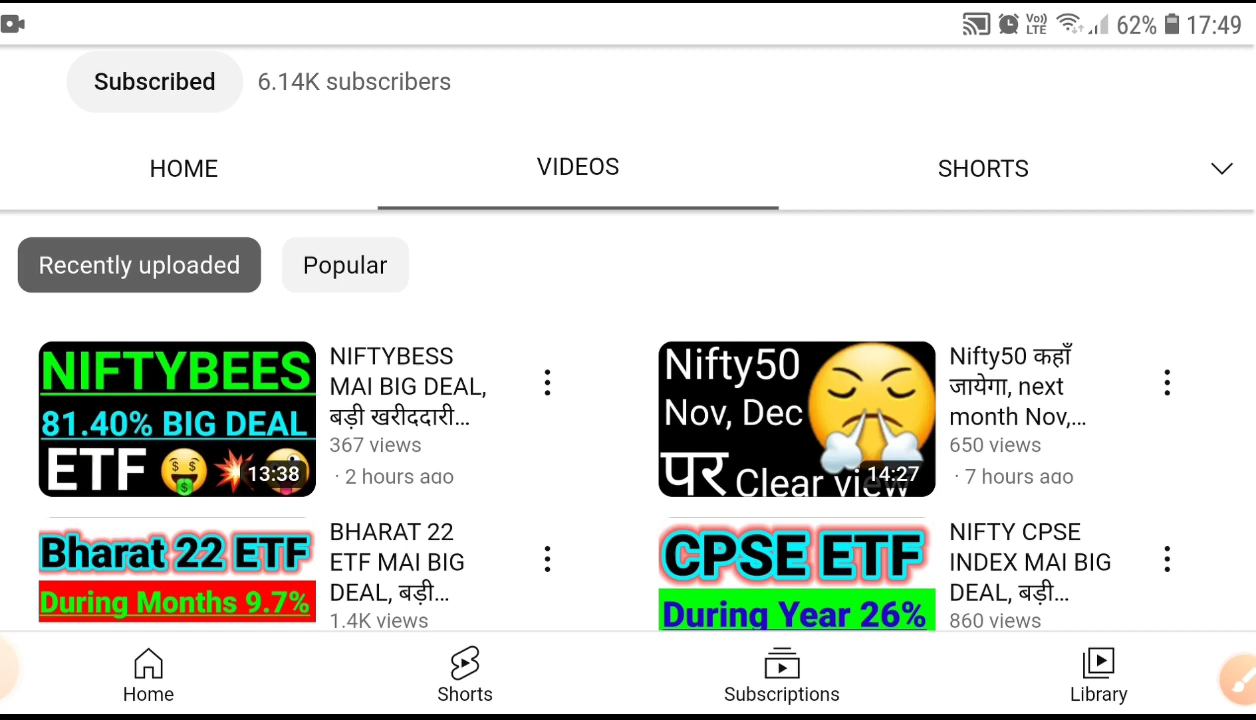 Vo))
LTE
62%
17:49
Subscribed
6.14K subscribers
HOME
VIDEOS
SHORTS
Recently uploaded
Popular
NIFTYBEES
81.40% BIG DEAL
ETF
13:38
NIFTYBESS
MAI BIG DEAL,
बड़ी खरीददारी...
367 views
· 2 hours ago
Nifty50
Nov, Dec
पर Clear view
14:27
Nifty50 कहाँ
जायेगा, next
month Nov,...
650 views
· 7 hours ago
Bharat 22 ETF
During Months 9.7%
BHARAT 22
ETF MAI BIG
DEAL, बड़ी...
1.4K views
CPSE ETF
During Year 26%
NIFTY CPSE
INDEX MAI BIG
DEAL, बड़ी...
860 views
Home
Shorts
Subscriptions
Library